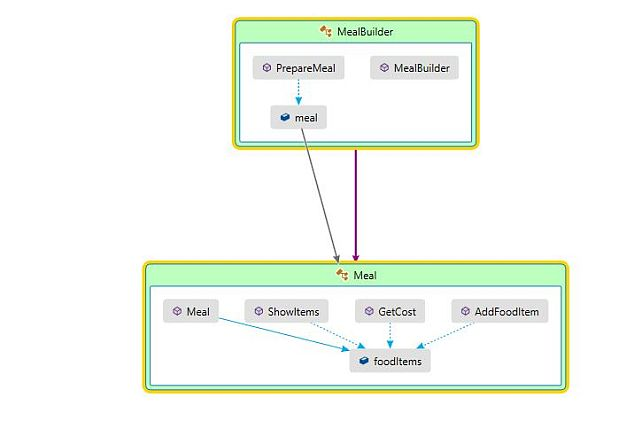 MealBuilder
PrepareMeal
MealBuilder
meal
Meal
Meal
ShowItems
GetCost
AddFoodItem
foodItems